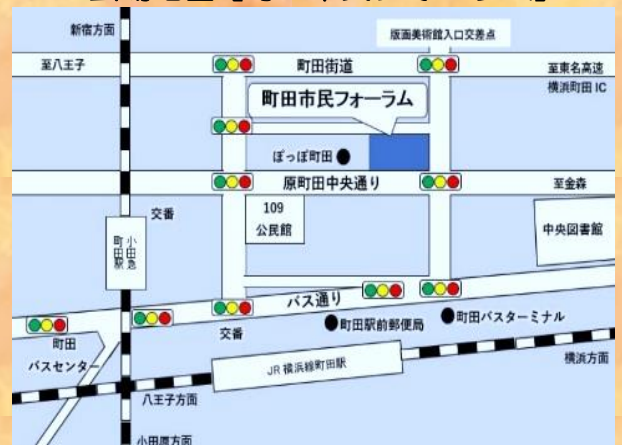 新宿方面
版画美術館入口交差点
至八王子
町田街道
至東名高速
横浜町田 IC
町田市民フォーラム
ぽっぽ町田
原町田中央通り
至金森
交番
109
公民館
中央図書館
小田急
町田駅
バス通り
町田
バスセンター
交番
町田駅前郵便局
町田バスターミナル
JR 横浜線町田駅
横浜方面
八王子方面
小田原方面